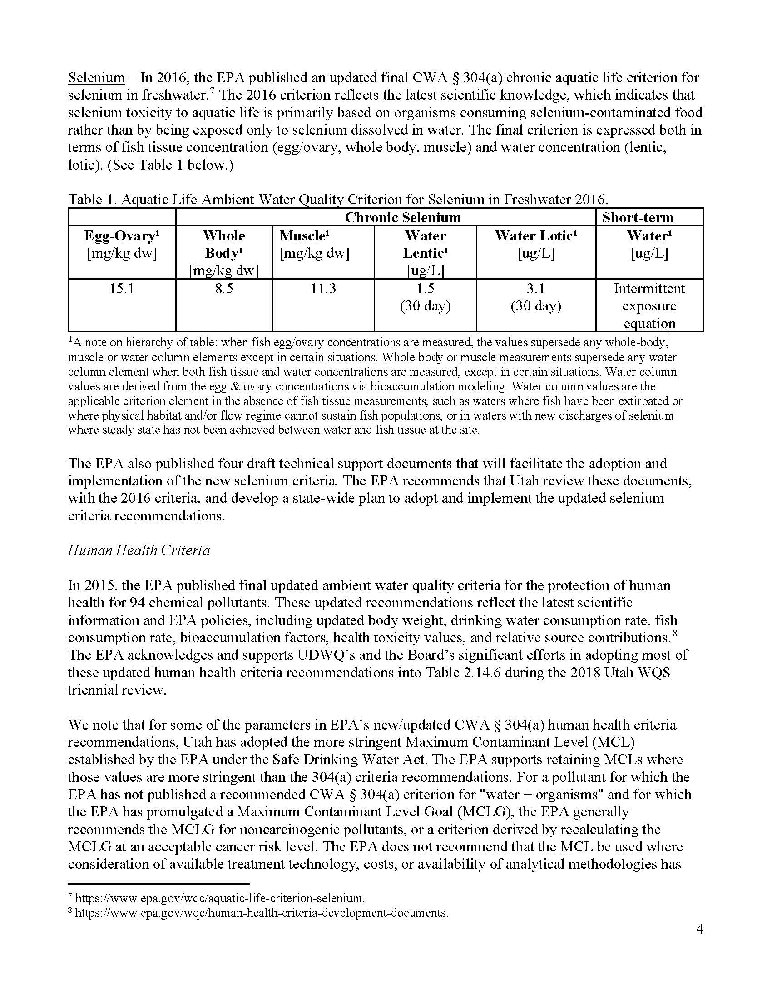 Selenium – In 2016, the EPA published an updated final CWA § 304(a) chronic aquatic life criterion for
selenium in freshwater.⁷ The 2016 criterion reflects the latest scientific knowledge, which indicates that
selenium toxicity to aquatic life is primarily based on organisms consuming selenium-contaminated food
rather than by being exposed only to selenium dissolved in water. The final criterion is expressed both in
terms of fish tissue concentration (egg/ovary, whole body, muscle) and water concentration (lentic,
lotic). (See Table 1 below.)
Table 1. Aquatic Life Ambient Water Quality Criterion for Selenium in Freshwater 2016.
Chronic Selenium Short-term
Egg-Ovary¹ Whole Muscle¹ Water Water Lotic¹ Water¹
[mg/kg dw] Body¹ [mg/kg dw] Lentic¹ [ug/L] [ug/L]
[mg/kg dw] [ug/L]
15.1 8.5 11.3 1.5 3.1 Intermittent
(30 day) (30 day) exposure
equation
¹A note on hierarchy of table: when fish egg/ovary concentrations are measured, the values supersede any whole-body,
muscle or water column elements except in certain situations. Whole body or muscle measurements supersede any water
column element when both fish tissue and water concentrations are measured, except in certain situations. Water column
values are derived from the egg & ovary concentrations via bioaccumulation modeling. Water column values are the
applicable criterion element in the absence of fish tissue measurements, such as waters where fish have been extirpated or
where physical habitat and/or flow regime cannot sustain fish populations, or in waters with new discharges of selenium
where steady state has not been achieved between water and fish tissue at the site.
The EPA also published four draft technical support documents that will facilitate the adoption and
implementation of the new selenium criteria. The EPA recommends that Utah review these documents,
with the 2016 criteria, and develop a state-wide plan to adopt and implement the updated selenium
criteria recommendations.
Human Health Criteria
In 2015, the EPA published final updated ambient water quality criteria for the protection of human
health for 94 chemical pollutants. These updated recommendations reflect the latest scientific
information and EPA policies, including updated body weight, drinking water consumption rate, fish
consumption rate, bioaccumulation factors, health toxicity values, and relative source contributions.⁸
The EPA acknowledges and supports UDWQ’s and the Board’s significant efforts in adopting most of
these updated human health criteria recommendations into Table 2.14.6 during the 2018 Utah WQS
triennial review.
We note that for some of the parameters in EPA’s new/updated CWA § 304(a) human health criteria
recommendations, Utah has adopted the more stringent Maximum Contaminant Level (MCL)
established by the EPA under the Safe Drinking Water Act. The EPA supports retaining MCLs where
those values are more stringent than the 304(a) criteria recommendations. For a pollutant for which the
EPA has not published a recommended CWA § 304(a) criterion for "water + organisms" and for which
the EPA has promulgated a Maximum Contaminant Level Goal (MCLG), the EPA generally
recommends the MCLG for noncarcinogenic pollutants, or a criterion derived by recalculating the
MCLG at an acceptable cancer risk level. The EPA does not recommend that the MCL be used where
consideration of available treatment technology, costs, or availability of analytical methodologies has
⁷ https://www.epa.gov/wqc/aquatic-life-criterion-selenium.
⁸ https://www.epa.gov/wqc/human-health-criteria-development-documents.
4